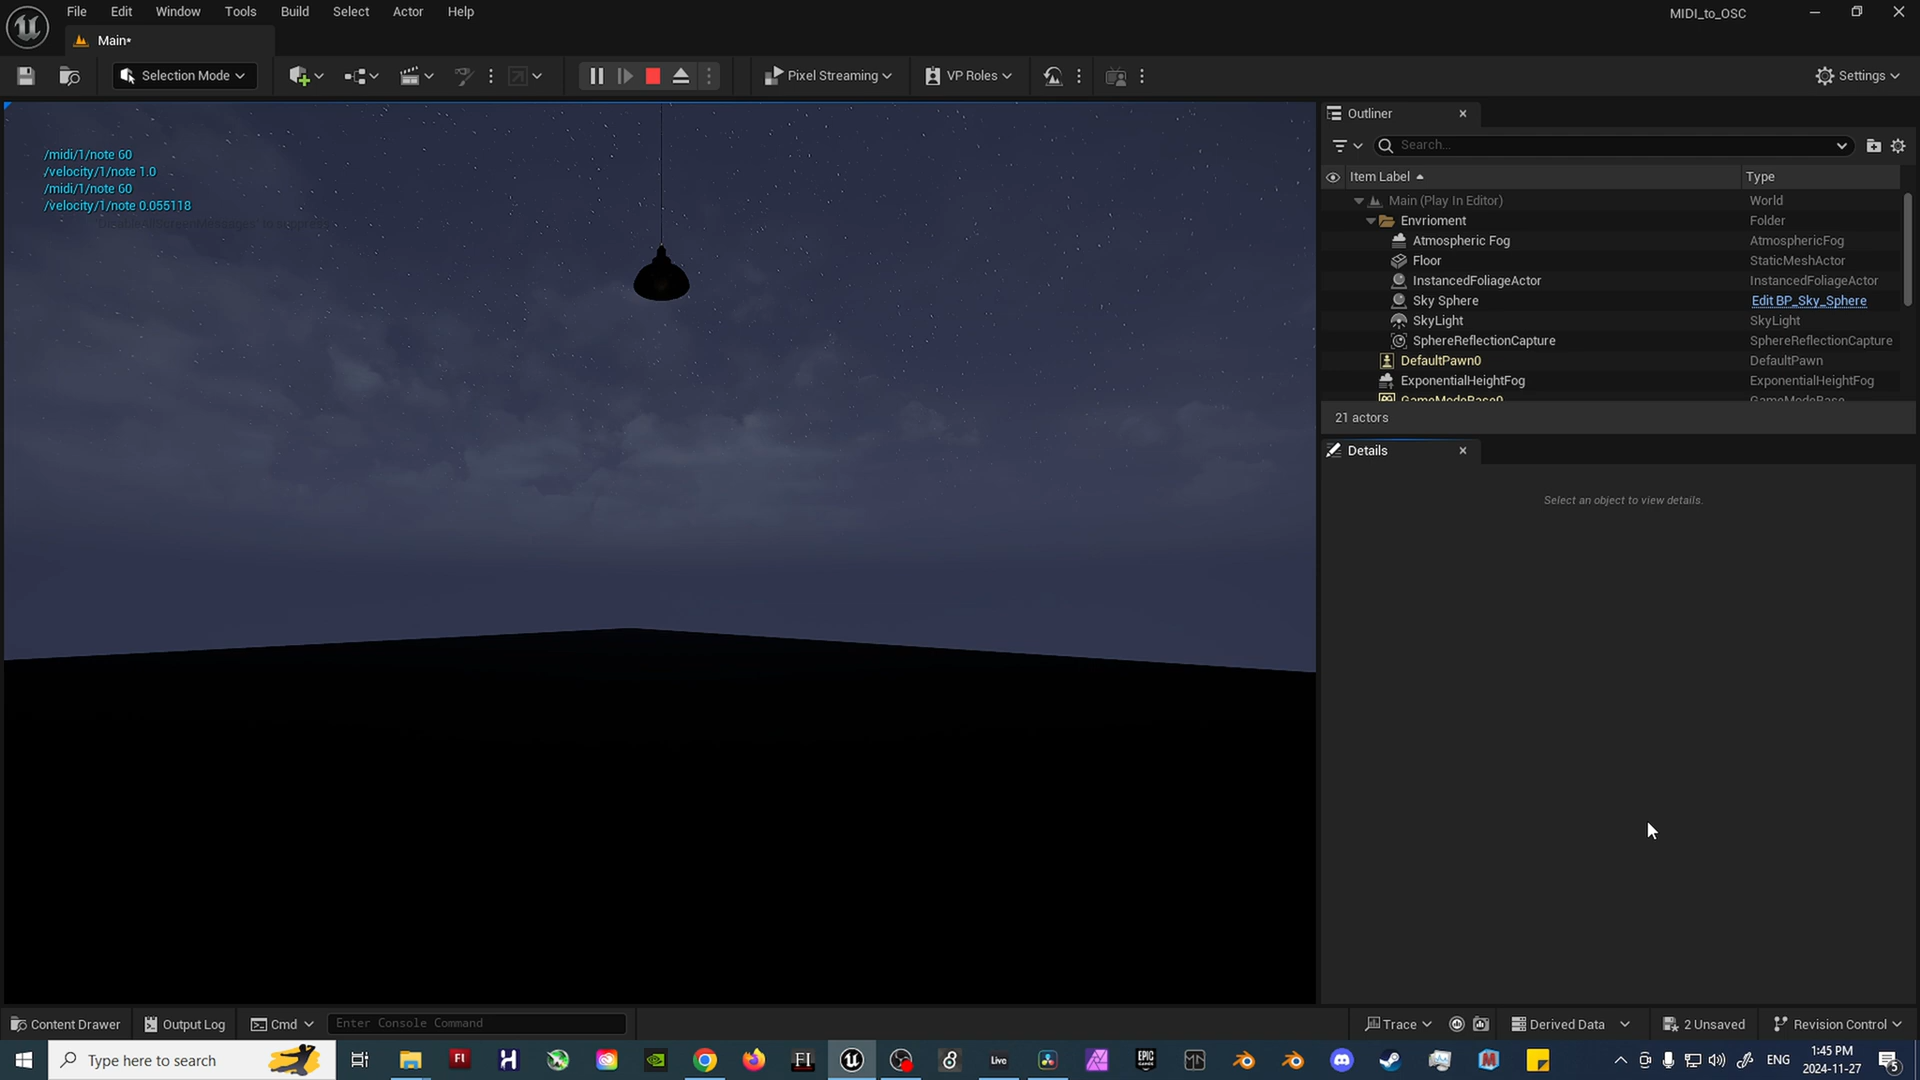 File Edit Window Tools Build Select Actor Help
MIDI_to_OSC
Main*
Selection Mode
Pixel Streaming
VP Roles
Settings
/midi/1/note 60
/velocity/1/note 1.0
/midi/1/note 60
/velocity/1/note 0.055118
Outliner
Search...
Item Label Type
Main (Play In Editor) World
Envrioment Folder
Atmospheric Fog AtmosphericFog
Floor StaticMeshActor
InstancedFoliageActor InstancedFoliageActor
Sky Sphere Edit BP_Sky_Sphere
SkyLight SkyLight
SphereReflectionCapture SphereReflectionCapture
DefaultPawn0 DefaultPawn
ExponentialHeightFog ExponentialHeightFog
GameModeBase0 GameModeBase
21 actors
Details
Select an object to view details.
Content Drawer Output Log Cmd Enter Console Command
Trace Derived Data 2 Unsaved Revision Control
Type here to search
Live
ENG
1:45 PM
2024-11-27
5